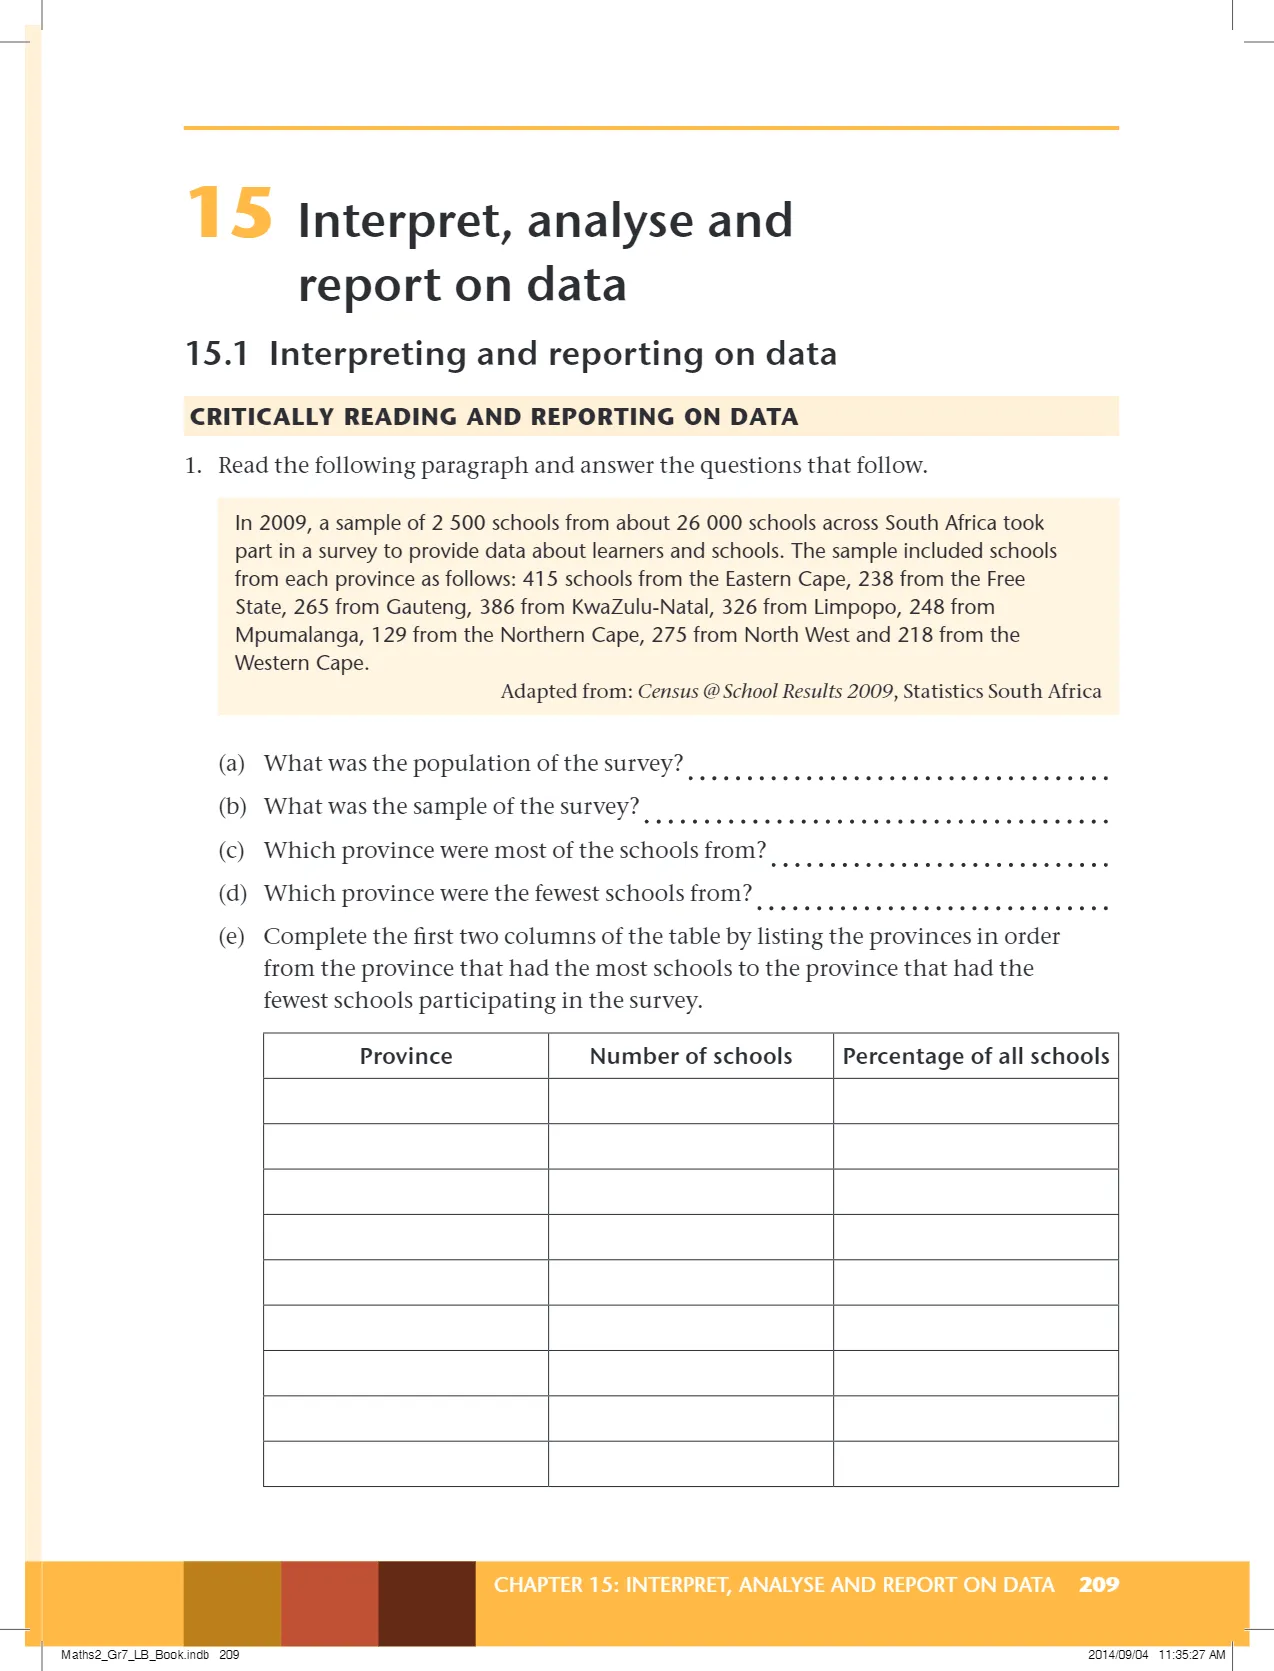 15 Interpret, analyse and
report on data
15.1 Interpreting and reporting on data
CRITICALLY READING AND REPORTING ON DATA
1. Read the following paragraph and answer the questions that follow.
In 2009, a sample of 2 500 schools from about 26 000 schools across South Africa took
part in a survey to provide data about learners and schools. The sample included schools
from each province as follows: 415 schools from the Eastern Cape, 238 from the Free
State, 265 from Gauteng, 386 from KwaZulu-Natal, 326 from Limpopo, 248 from
Mpumalanga, 129 from the Northern Cape, 275 from North West and 218 from the
Western Cape.
Adapted from: Census @ School Results 2009, Statistics South Africa
(a) What was the population of the survey?
(b) What was the sample of the survey?
(c) Which province were most of the schools from?
(d) Which province were the fewest schools from?
(e) Complete the first two columns of the table by listing the provinces in order
from the province that had the most schools to the province that had the
fewest schools participating in the survey.
Province Number of schools Percentage of all schools
CHAPTER 15: INTERPRET, ANALYSE AND REPORT ON DATA 209
Maths2_Gr7_LB_Book.indb 209 2014/09/04 11:35:27 AM